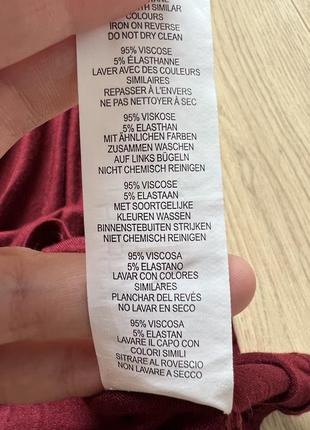 WITH SIMILAR
COLOURS
IRON ON REVERSE
DO NOT DRY CLEAN
95% VISCOSE
5% ÉLASTHANNE
LAVER AVEC DES COULEURS
SIMILAIRES
REPASSER À L'ENVERS
NE PAS NETTOYER À SEC
95% VISKOSE
5% ELASTHAN
MIT ÄHNLICHEN FARBEN
ZUSAMMEN WASCHEN
AUF LINKS BÜGELN
NICHT CHEMISCH REINIGEN
95% VISCOSE
5% ELASTAAN
MET SOORTGELIJKE
KLEUREN WASSEN
BINNENSTEBUITEN STRIJKEN
NIET CHEMISCH REINIGEN
95% VISCOSA
5% ELASTANO
LAVAR CON COLORES
SIMILARES
PLANCHAR DEL REVÉS
NO LAVAR EN SECO
95% VISCOSA
5% ELASTAN
LAVARE IL CAPO CON
COLORI SIMILI
SITRARE AL ROVESCIO
NON LAVARE A SECCO